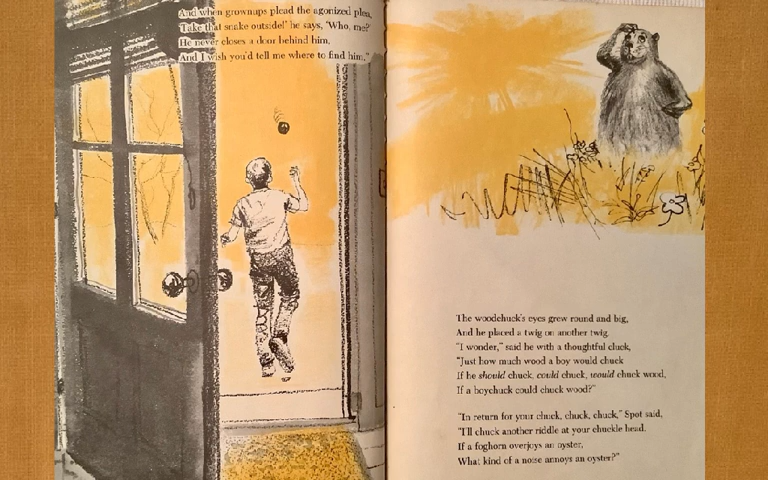 And when grownups plead the agonized plea,
"Take that snake outside!" he says, "Who, me?"
He never closes a door behind him,
And I wish you'd tell me where to find him."
The woodchuck's eyes grew round and big,
And he placed a twig on another twig.
"I wonder," said he with a thoughtful cluck,
"Just how much wood a boy would chuck
If he should chuck, could chuck, would chuck wood,
If a boychuck could chuck wood?"
"In return for your chuck, chuck, chuck," Spot said,
"I'll chuck another riddle at your chuckle head.
If a foghorn overjoys an oyster,
What kind of a noise annoys an oyster?"